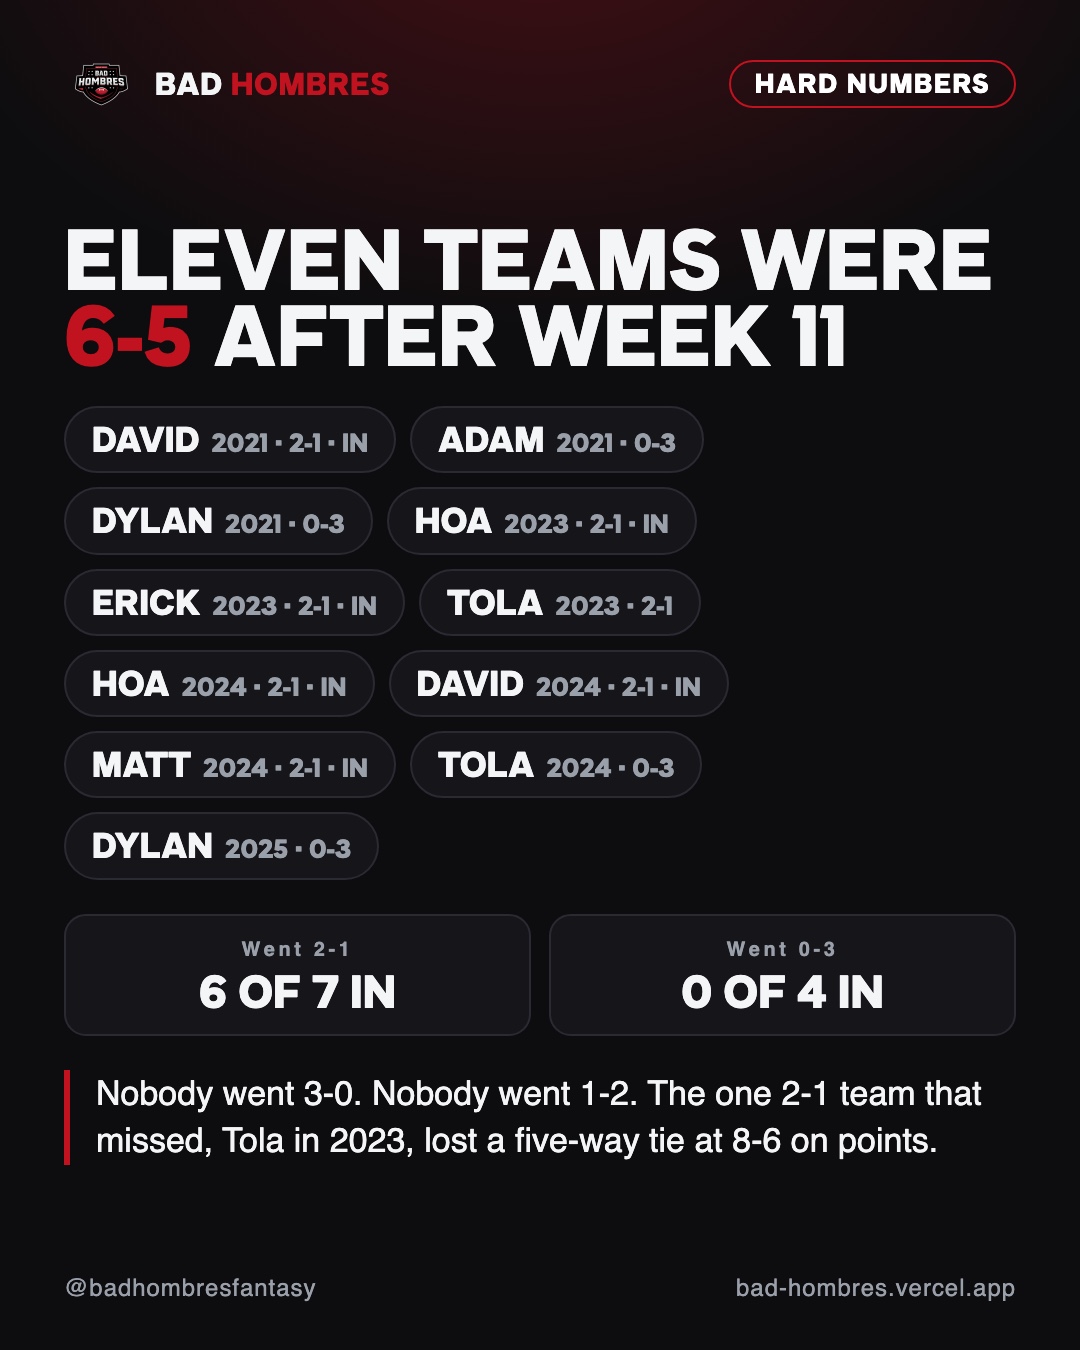 BAD HOMBRES
BAD HOMBRES
HARD NUMBERS
ELEVEN TEAMS WERE
6-5 AFTER WEEK 11
DAVID 2021 · 2-1 · IN
ADAM 2021 · 0-3
DYLAN 2021 · 0-3
HOA 2023 · 2-1 · IN
ERICK 2023 · 2-1 · IN
TOLA 2023 · 2-1
HOA 2024 · 2-1 · IN
DAVID 2024 · 2-1 · IN
MATT 2024 · 2-1 · IN
TOLA 2024 · 0-3
DYLAN 2025 · 0-3
Went 2-1
6 OF 7 IN
Went 0-3
0 OF 4 IN
Nobody went 3-0. Nobody went 1-2. The one 2-1 team that
missed, Tola in 2023, lost a five-way tie at 8-6 on points.
@badhombresfantasy
bad-hombres.vercel.app